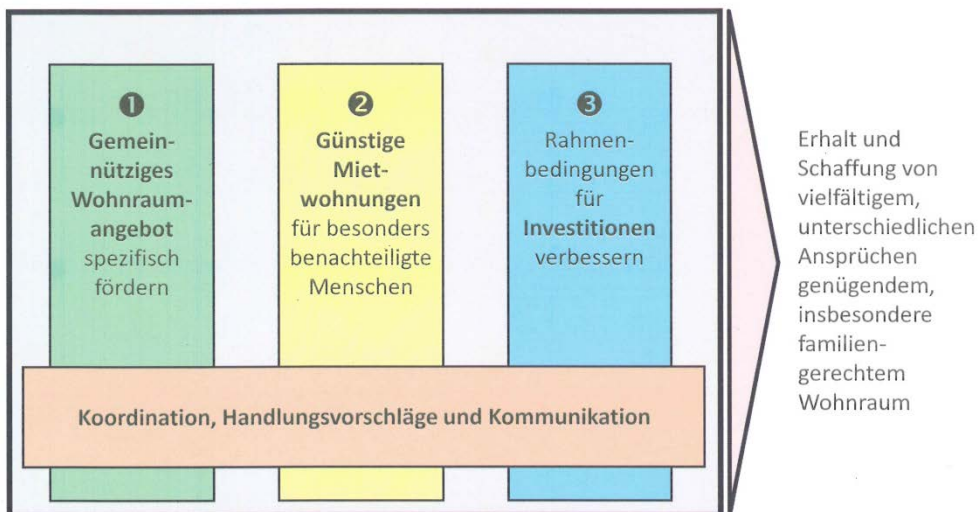 ❶
Gemein-
nütziges
Wohnraum-
angebot
spezifisch
fördern
❷
Günstige
Miet-
wohnungen
für besonders
benachteiligte
Menschen
❸
Rahmen-
bedingungen
für
Investitionen
verbessern
Koordination, Handlungsvorschläge und Kommunikation
Erhalt und
Schaffung von
vielfältigem,
unterschiedlichen
Ansprüchen
genügendem,
insbesondere
familien-
gerechtem
Wohnraum